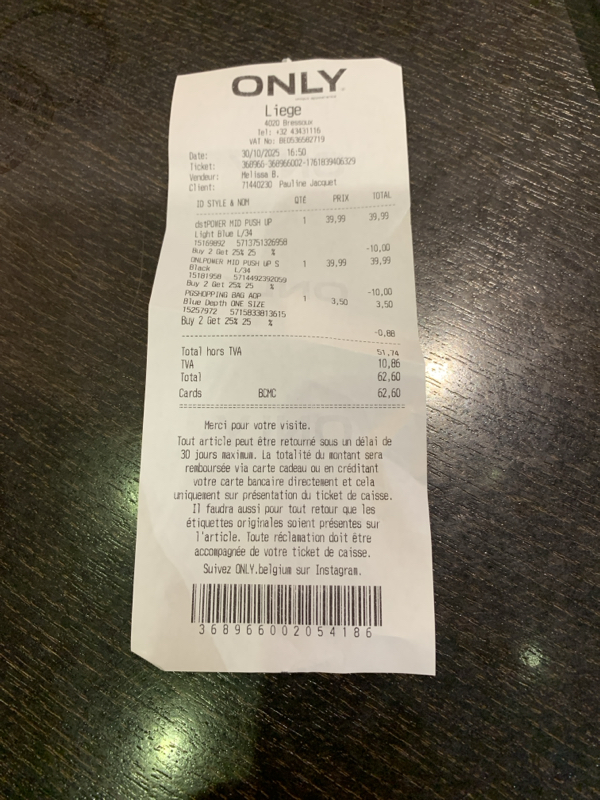 ONLY
Liege
4020 Bressoux
Tel: +32 43431116
VAT No: BE0536582719
Date: 30/10/2025 16:50
Ticket: 368966-368966002-1761839406329
Vendeur: Melissa B.
Client: 71440230 Pauline Jacquet
ID STYLE & NOM QTÉ PRIX TOTAL
dstPOWER MID PUSH UP 1 39,99 39,99
Light Blue L/34
15169892 5713751326958
Buy 2 Get 25% 25 % -10,00
ONLPOWER MID PUSH UP S 1 39,99 39,99
Black L/34
15181958 5714492392059
Buy 2 Get 25% 25 % -10,00
PGSHOPPING BAG AOP 1 3,50 3,50
Blue Depth ONE SIZE
15257972 5715833813615
Buy 2 Get 25% 25 % -0,88
Total hors TVA 51,74
TVA 10,86
Total 62,60
Cards BCMC 62,60
Merci pour votre visite.
Tout article peut être retourné sous un délai de
30 jours maximum. La totalité du montant sera
remboursée via carte cadeau ou en créditant
votre carte bancaire directement et cela
uniquement sur présentation du ticket de caisse.
Il faudra aussi pour tout retour que les
étiquettes originales soient présentes sur
l'article. Toute réclamation doit être
accompagnée de votre ticket de caisse.
Suivez ONLY.belgium sur Instagram.
368966002054186